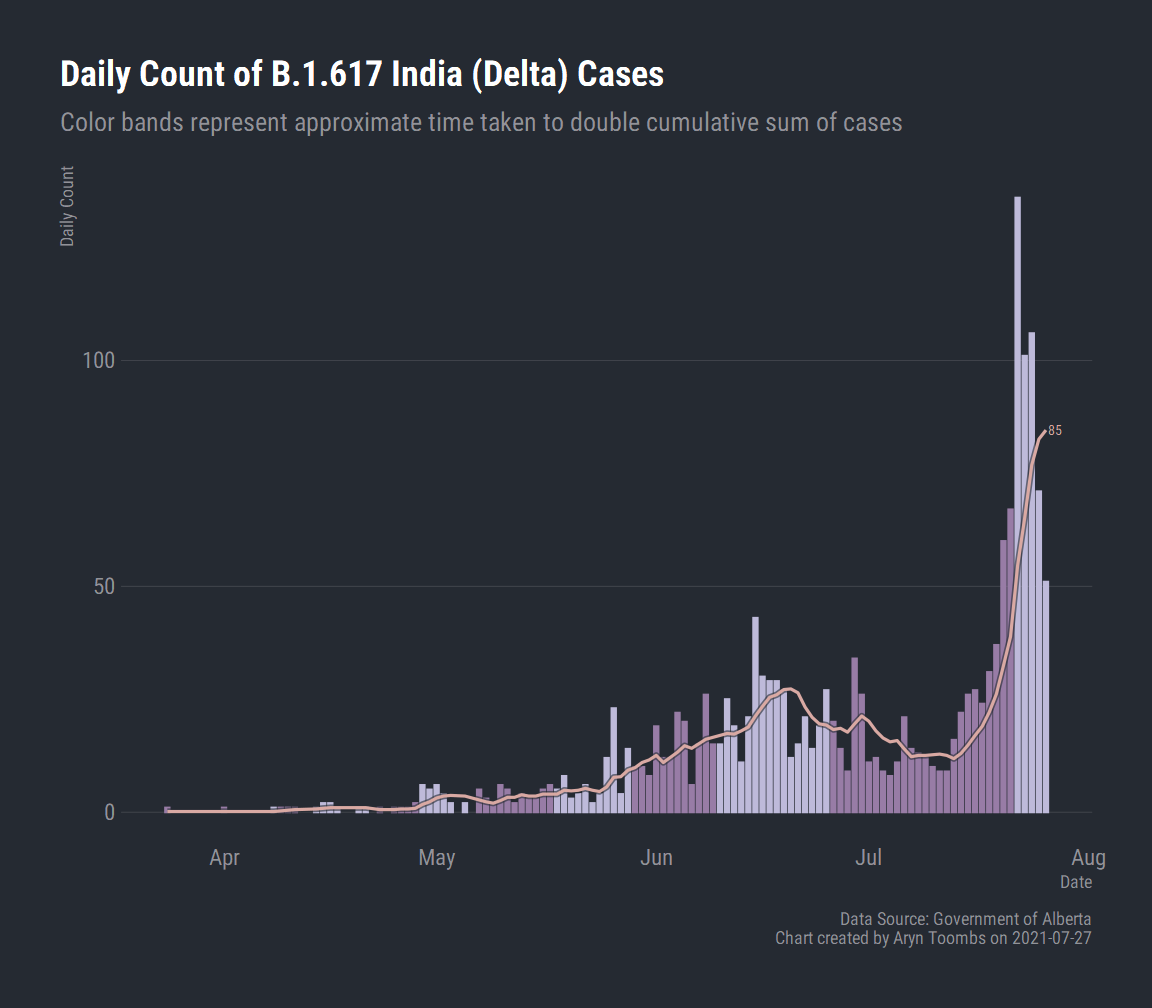 Daily Count of B.1.617 India (Delta) Cases
Color bands represent approximate time taken to double cumulative sum of cases
Daily Count
100
50
0
85
Apr May Jun Jul Aug
Date
Data Source: Government of Alberta
Chart created by Aryn Toombs on 2021-07-27